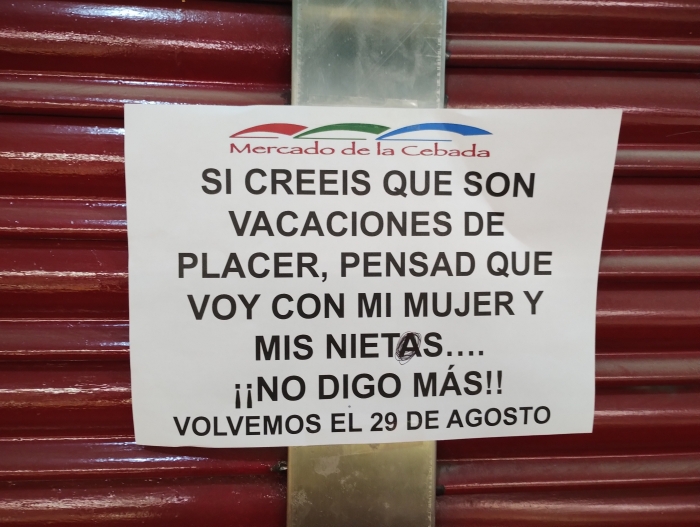 Mercado de la Cebada
SI CREEIS QUE SON
VACACIONES DE
PLACER, PENSAD QUE
VOY CON MI MUJER Y
MIS NIETAS....
¡¡NO DIGO MÁS!!
VOLVEMOS EL 29 DE AGOSTO